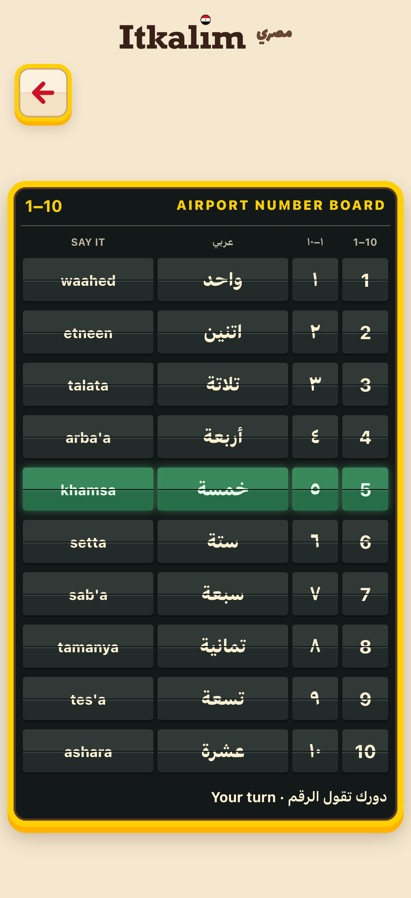 Itkalim مصري
1–10 AIRPORT NUMBER BOARD
SAY IT عربي ١–١٠ 1–10
waahed واحد ١ 1
etneen اتنين ٢ 2
talata تلاتة ٣ 3
arba'a أربعة ٤ 4
khamsa خمسة ٥ 5
setta ستة ٦ 6
sab'a سبعة ٧ 7
tamanya تمانية ٨ 8
tes'a تسعة ٩ 9
ashara عشرة ١٠ 10
Your turn · دورك تقول الرقم